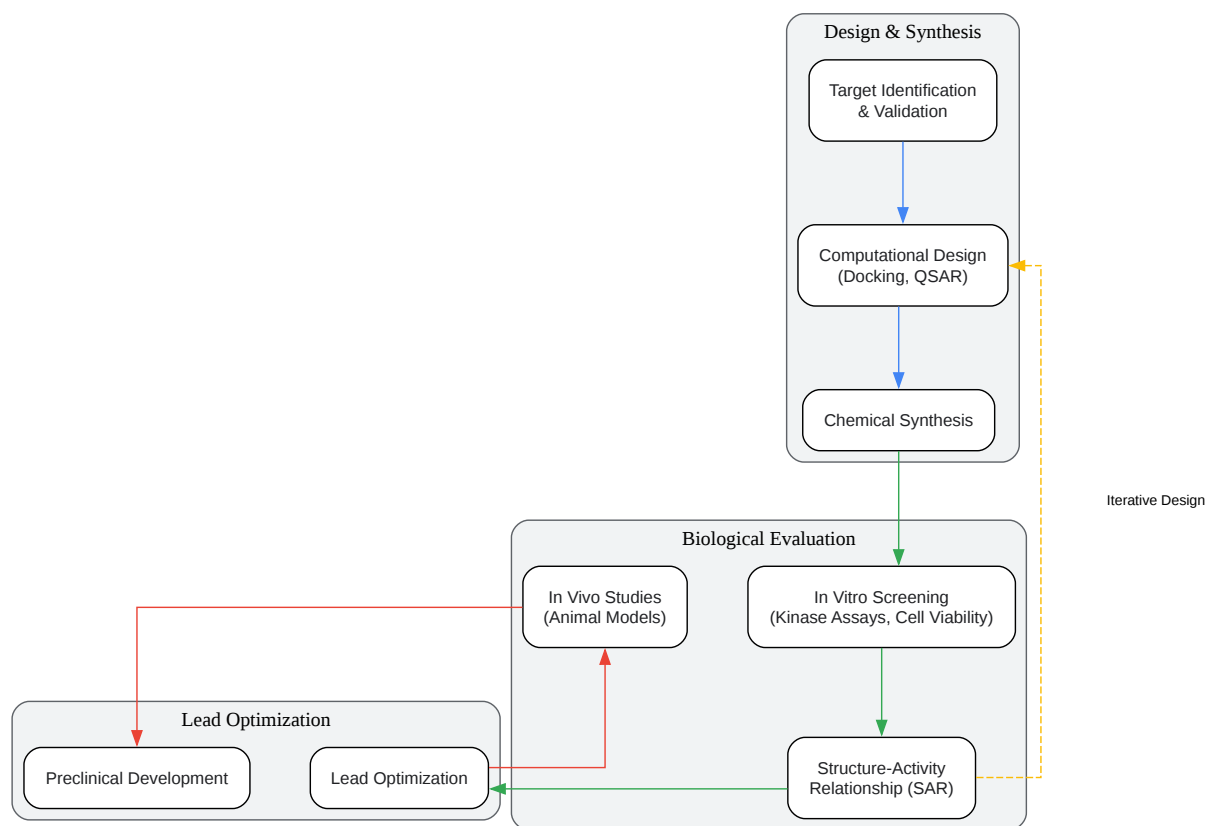 Design & Synthesis
Target Identification
& Validation
Computational Design
(Docking, QSAR)
Chemical Synthesis
Iterative Design
Biological Evaluation
In Vivo Studies
(Animal Models)
In Vitro Screening
(Kinase Assays, Cell Viability)
Lead Optimization
Preclinical Development
Lead Optimization
Structure-Activity
Relationship (SAR)